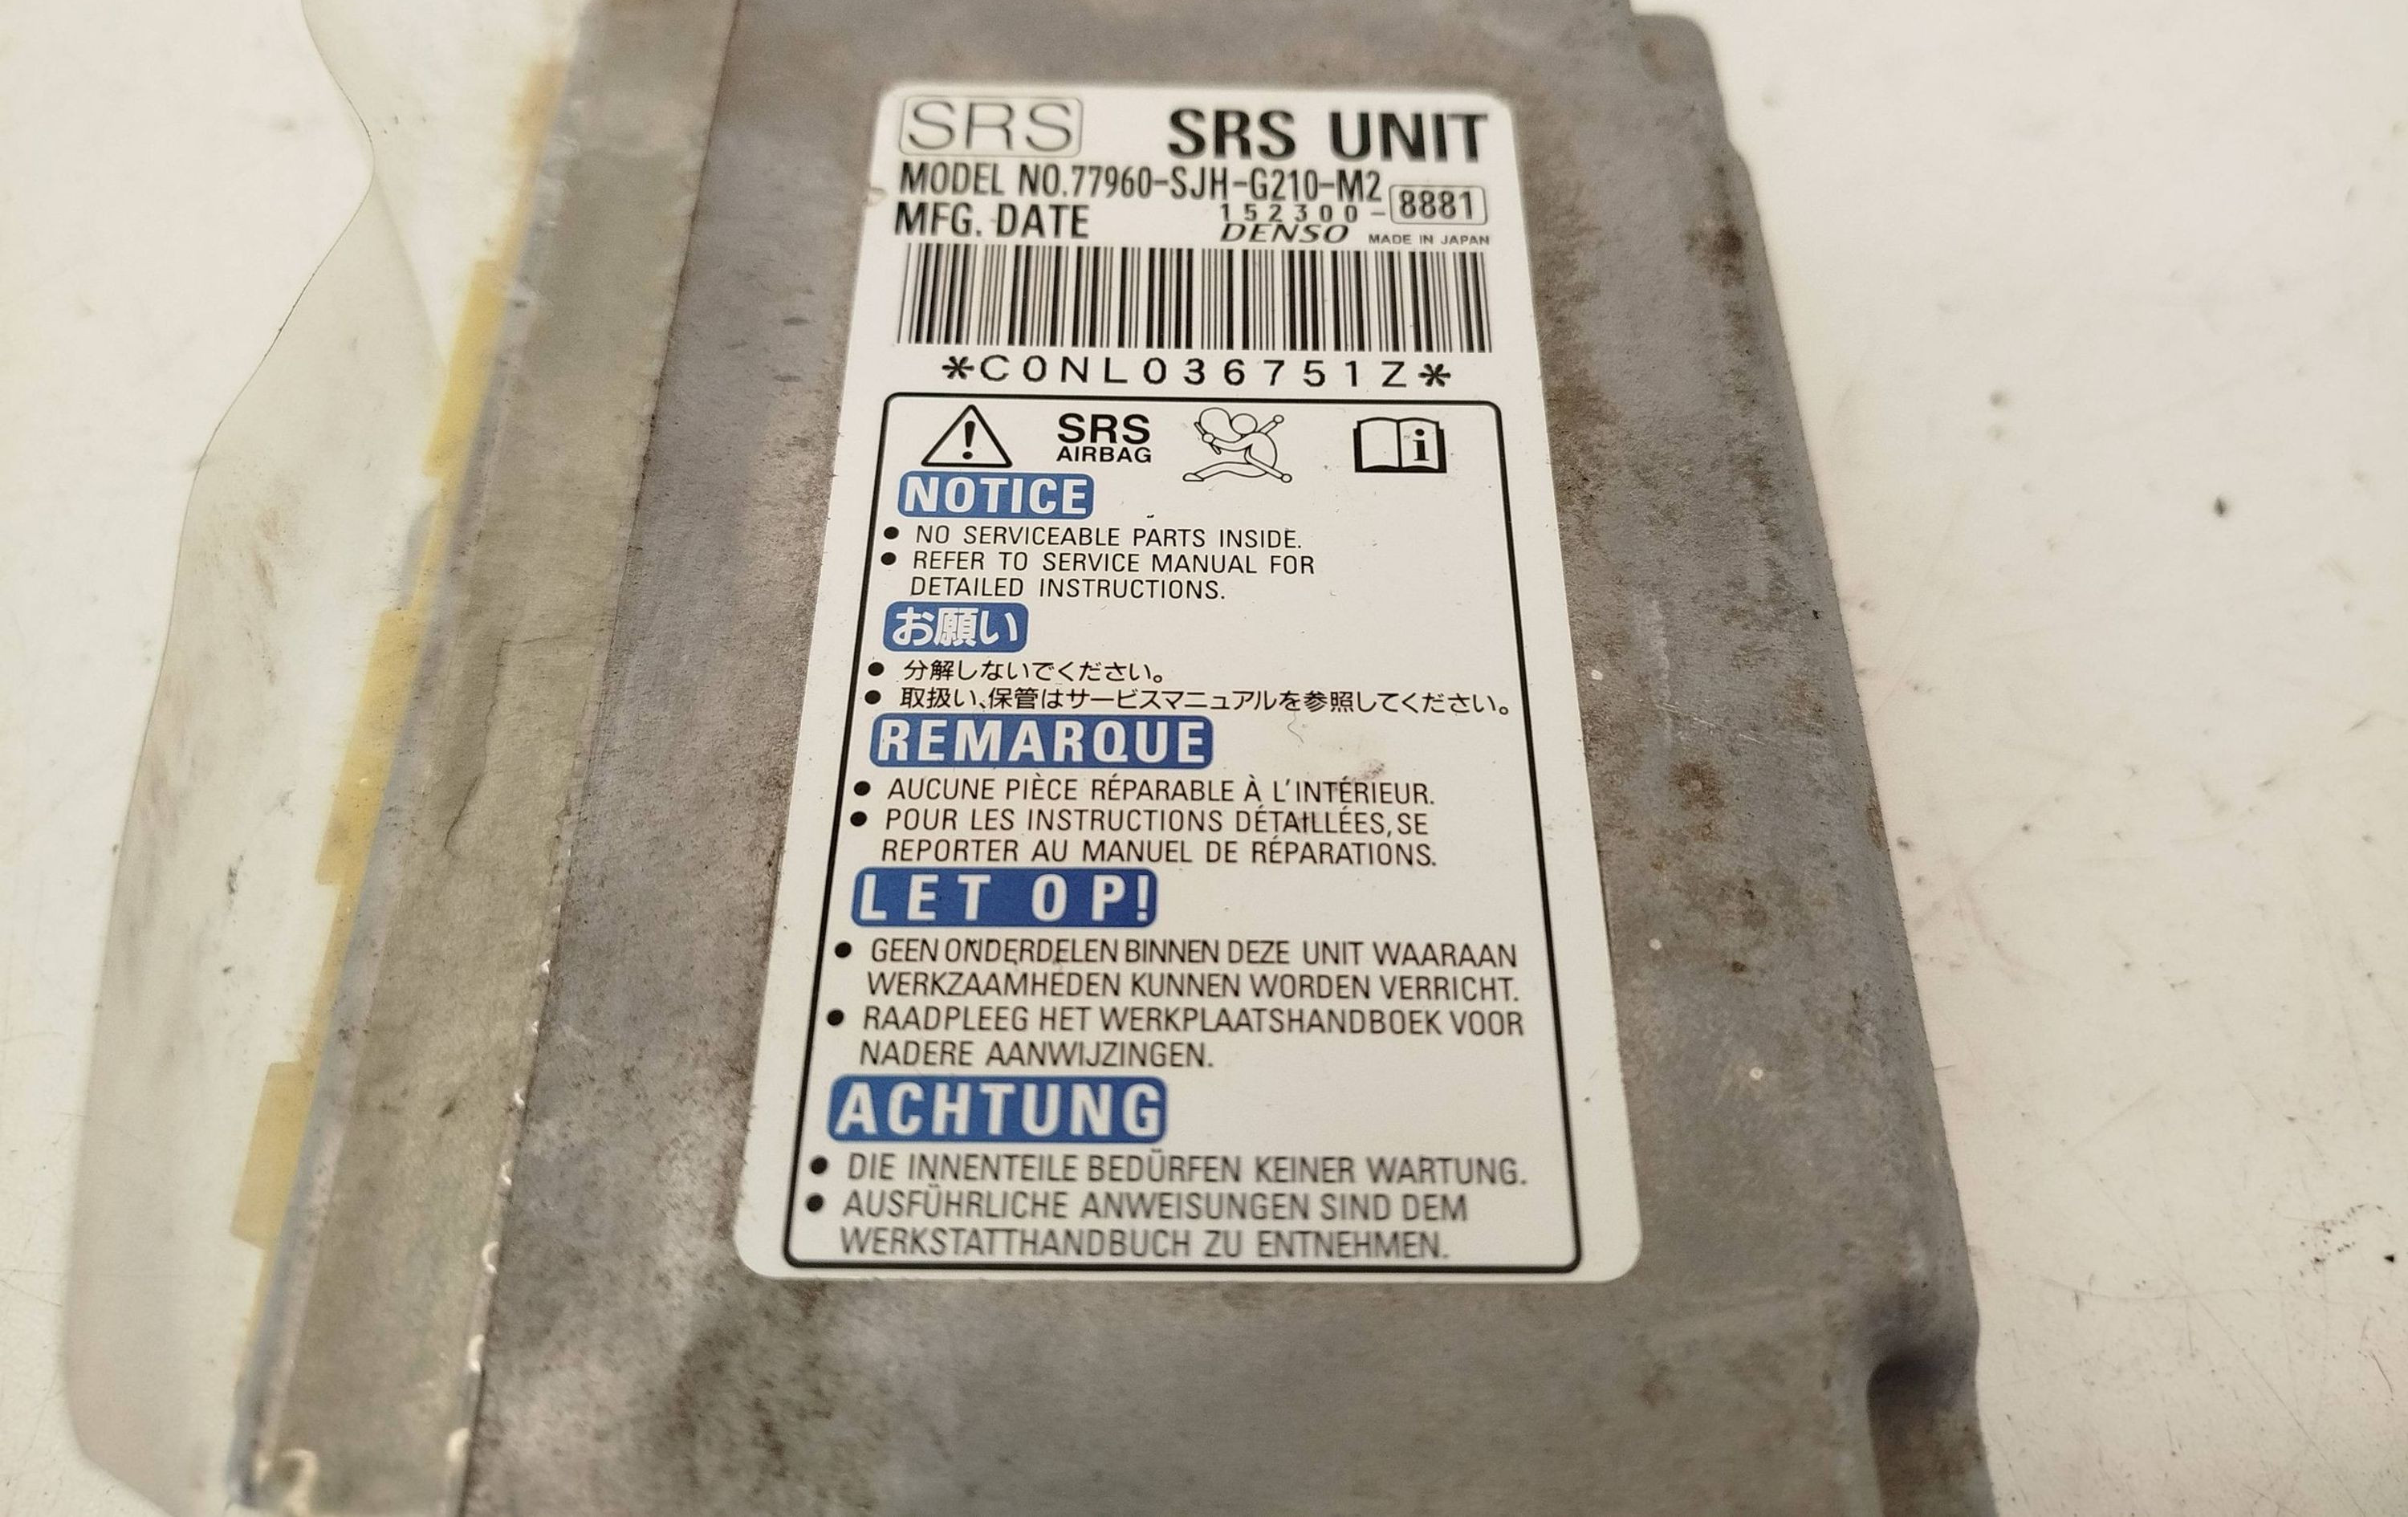 SRS SRS UNIT
MODEL NO.77960-SJH-G210-M2
152300-8881
MFG. DATE DENSO MADE IN JAPAN
*C0NL036751Z*
SRS
AIRBAG
i
NOTICE
● NO SERVICEABLE PARTS INSIDE.
● REFER TO SERVICE MANUAL FOR
DETAILED INSTRUCTIONS.
お願い
● 分解しないでください。
● 取扱い、保管はサービスマニュアルを参照してください。
REMARQUE
● AUCUNE PIÈCE RÉPARABLE À L'INTÉRIEUR.
● POUR LES INSTRUCTIONS DÉTAILLÉES, SE
REPORTER AU MANUEL DE RÉPARATIONS.
LET OP!
● GEEN ONDERDELEN BINNEN DEZE UNIT WAARAAN
WERKZAAMHEDEN KUNNEN WORDEN VERRICHT.
● RAADPLEEG HET WERKPLAATSHANDBOEK VOOR
NADERE AANWIJZINGEN.
ACHTUNG
● DIE INNENTEILE BEDÜRFEN KEINER WARTUNG.
● AUSFÜHRLICHE ANWEISUNGEN SIND DEM
WERKSTATTHANDBUCH ZU ENTNEHMEN.